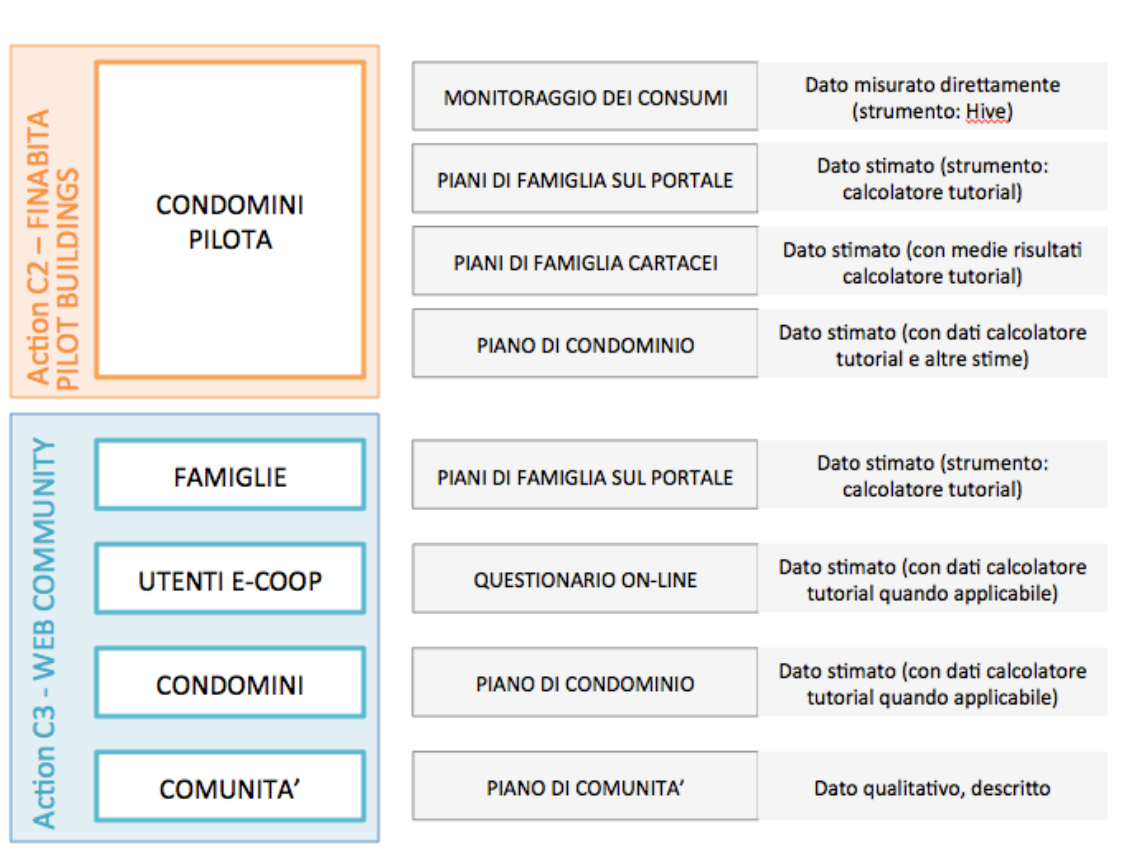 Action C2 – FINABITA
PILOT BUILDINGS
CONDOMINI
PILOTA
MONITORAGGIO DEI CONSUMI
Dato misurato direttamente
(strumento: Hive)
PIANI DI FAMIGLIA SUL PORTALE
Dato stimato (strumento:
calcolatore tutorial)
PIANI DI FAMIGLIA CARTACEI
Dato stimato (con medie risultati
calcolatore tutorial)
PIANO DI CONDOMINIO
Dato stimato (con dati calcolatore
tutorial e altre stime)
Action C3 - WEB COMMUNITY
FAMIGLIE
PIANI DI FAMIGLIA SUL PORTALE
Dato stimato (strumento:
calcolatore tutorial)
UTENTI E-COOP
QUESTIONARIO ON-LINE
Dato stimato (con dati calcolatore
tutorial quando applicabile)
CONDOMINI
PIANO DI CONDOMINIO
Dato stimato (con dati calcolatore
tutorial quando applicabile)
COMUNITA’
PIANO DI COMUNITA’
Dato qualitativo, descritto